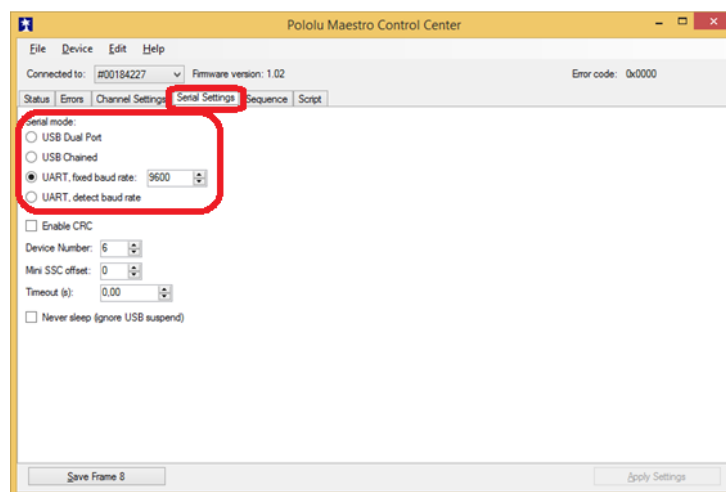 Pololu Maestro Control Center
File Device Edit Help
Connected to: #00184227 Firmware version: 1.02 Error code: 0x0000
Status Errors Channel Settings Serial Settings Sequence Script
Serial mode:
USB Dual Port
USB Chained
UART, fixed baud rate: 9600
UART, detect baud rate
Enable CRC
Device Number: 6
Mini SSC offset: 0
Timeout (s): 0,00
Never sleep (ignore USB suspend)
Save Frame 8 Apply Settings